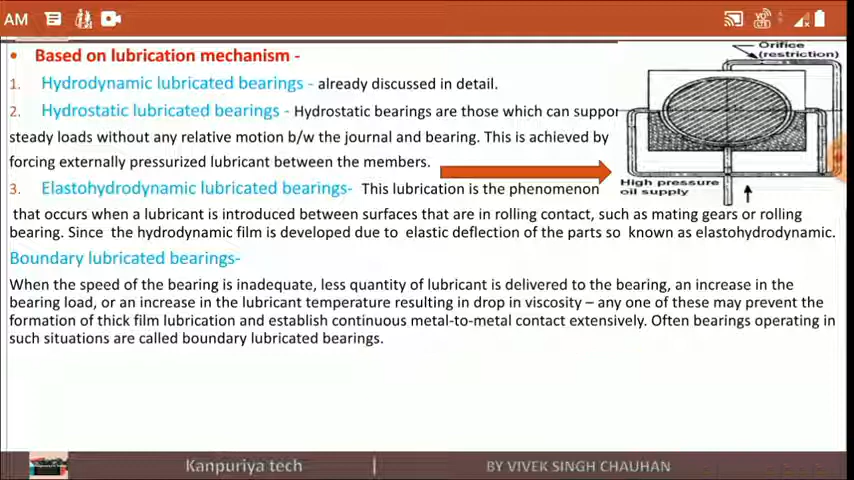 AM
• Based on lubrication mechanism -
1. Hydrodynamic lubricated bearings - already discussed in detail.
2. Hydrostatic lubricated bearings - Hydrostatic bearings are those which can suppor
steady loads without any relative motion b/w the journal and bearing. This is achieved by
forcing externally pressurized lubricant between the members.
3. Elastohydrodynamic lubricated bearings- This lubrication is the phenomenon
that occurs when a lubricant is introduced between surfaces that are in rolling contact, such as mating gears or rolling
bearing. Since the hydrodynamic film is developed due to elastic deflection of the parts so known as elastohydrodynamic.
Orifice
(restriction)
High pressure
oil supply
Boundary lubricated bearings-
When the speed of the bearing is inadequate, less quantity of lubricant is delivered to the bearing, an increase in the
bearing load, or an increase in the lubricant temperature resulting in drop in viscosity – any one of these may prevent the
formation of thick film lubrication and establish continuous metal-to-metal contact extensively. Often bearings operating in
such situations are called boundary lubricated bearings.
Kanpuriya tech
BY VIVEK SINGH CHAUHAN